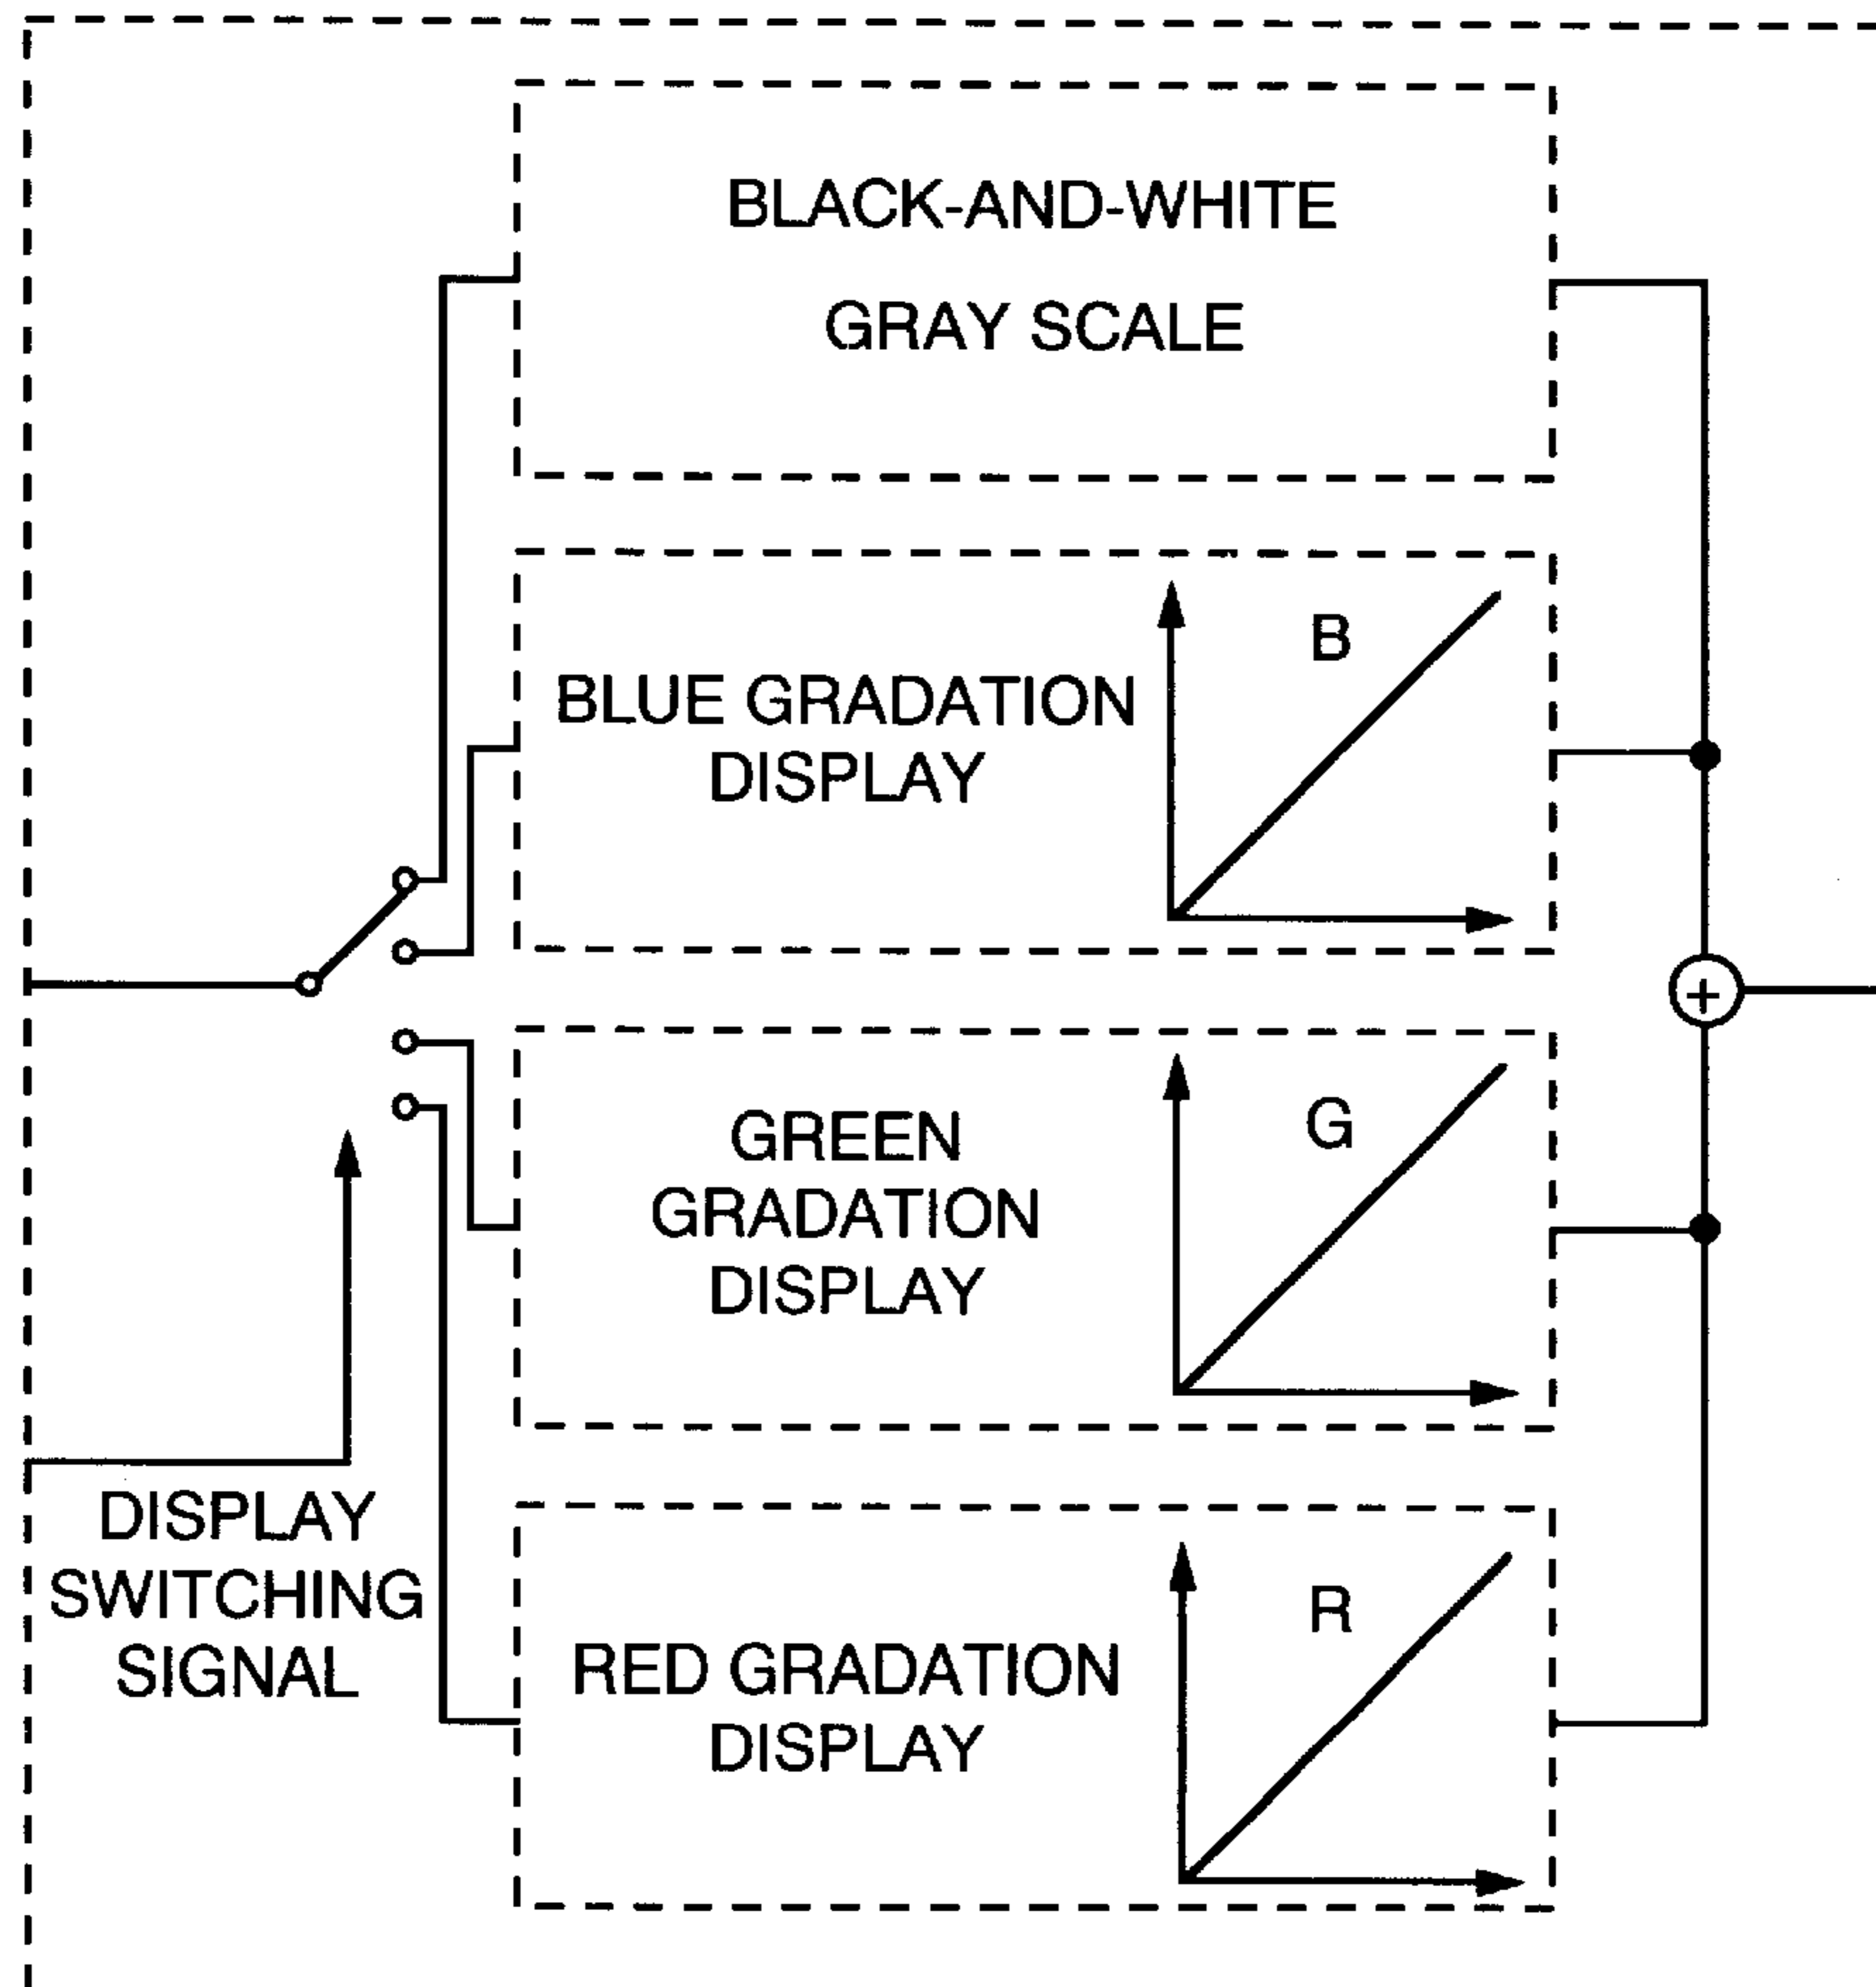 BLACK-AND-WHITE
GRAY SCALE
B
BLUE GRADATION
DISPLAY
+
G
GREEN
GRADATION
DISPLAY
DISPLAY
SWITCHING
SIGNAL
R
RED GRADATION
DISPLAY